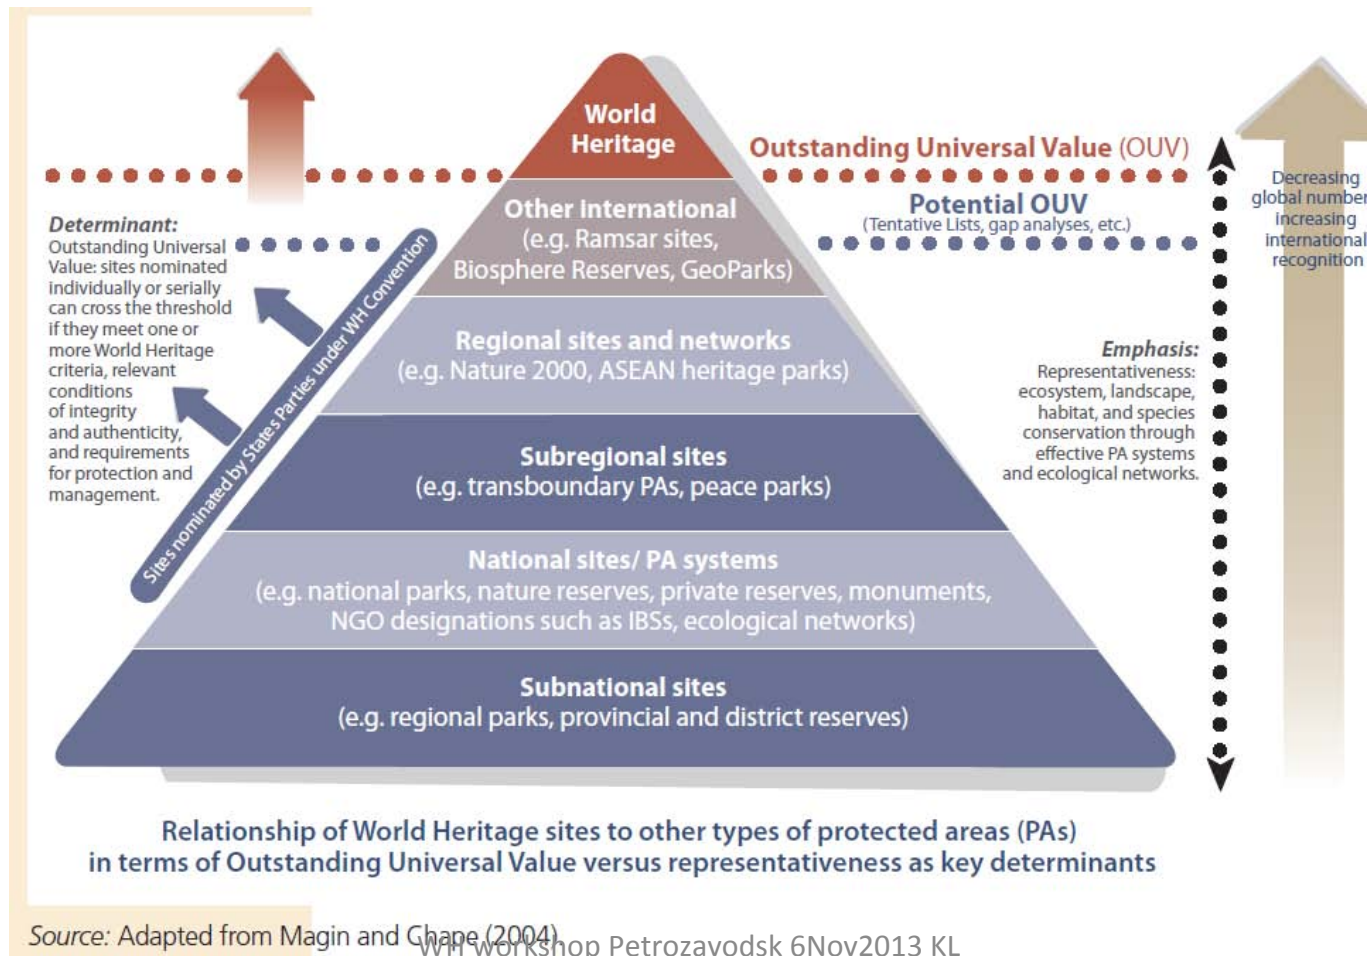 World
Heritage
Outstanding Universal Value (OUV)
Potential OUV
(Tentative Lists, gap analyses, etc.)
Decreasing
global number,
increasing
international
recognition
Determinant:
Outstanding Universal
Value: sites nominated
individually or serially
can cross the threshold
if they meet one or
more World Heritage
criteria, relevant
conditions
of integrity
and authenticity,
and requirements
for protection and
management.
Sites nominated by States Parties under WH Convention
Other international
(e.g. Ramsar sites,
Biosphere Reserves, GeoParks)
Regional sites and networks
(e.g. Nature 2000, ASEAN heritage parks)
Emphasis:
Representativeness:
ecosystem, landscape,
habitat, and species
conservation through
effective PA systems
and ecological networks.
Subregional sites
(e.g. transboundary PAs, peace parks)
National sites/ PA systems
(e.g. national parks, nature reserves, private reserves, monuments,
NGO designations such as IBSs, ecological networks)
Subnational sites
(e.g. regional parks, provincial and district reserves)
Relationship of World Heritage sites to other types of protected areas (PAs)
in terms of Outstanding Universal Value versus representativeness as key determinants
Source: Adapted from Magin and Chape (2004).
WH workshop Petrozavodsk 6Nov2013 KL